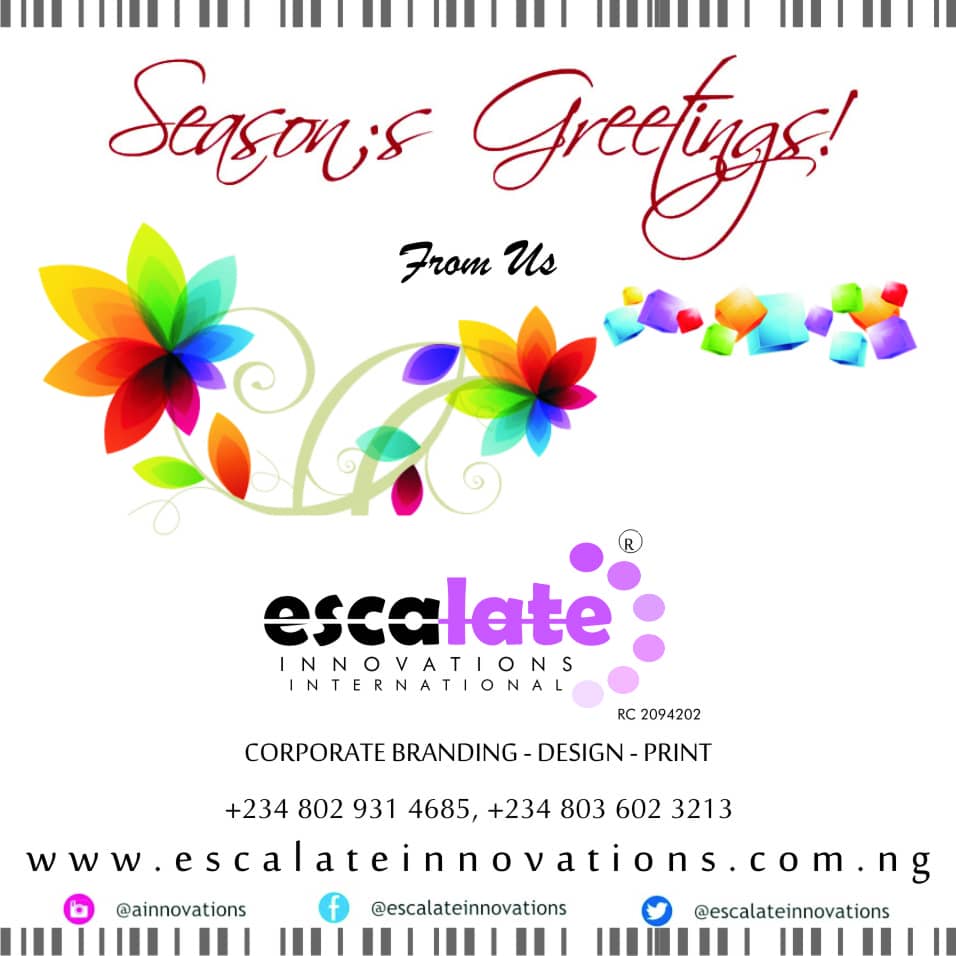 Season;s Greetings!
From Us
R
escalate
INNOVATIONS
INTERNATIONAL
RC 2094202
CORPORATE BRANDING - DESIGN - PRINT
+234 802 931 4685, +234 803 602 3213
www.escalateinnovations.com.ng
@ainnovations @escalateinnovations @escalateinnovations